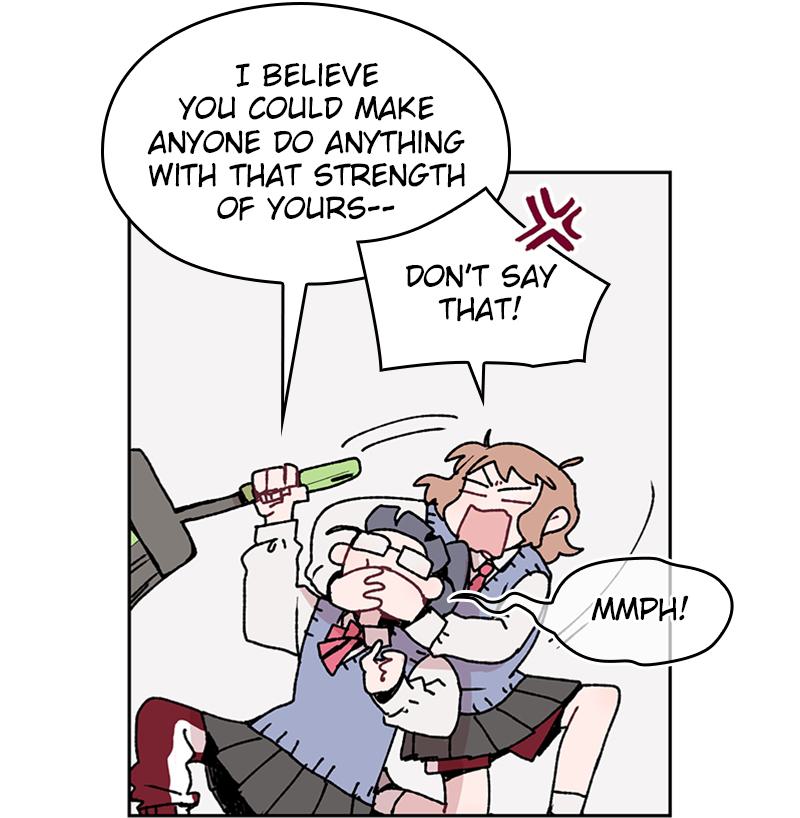 I BELIEVE
YOU COULD MAKE
ANYONE DO ANYTHING
WITH THAT STRENGTH
OF YOURS--
DON'T SAY
THAT!
MMPH!